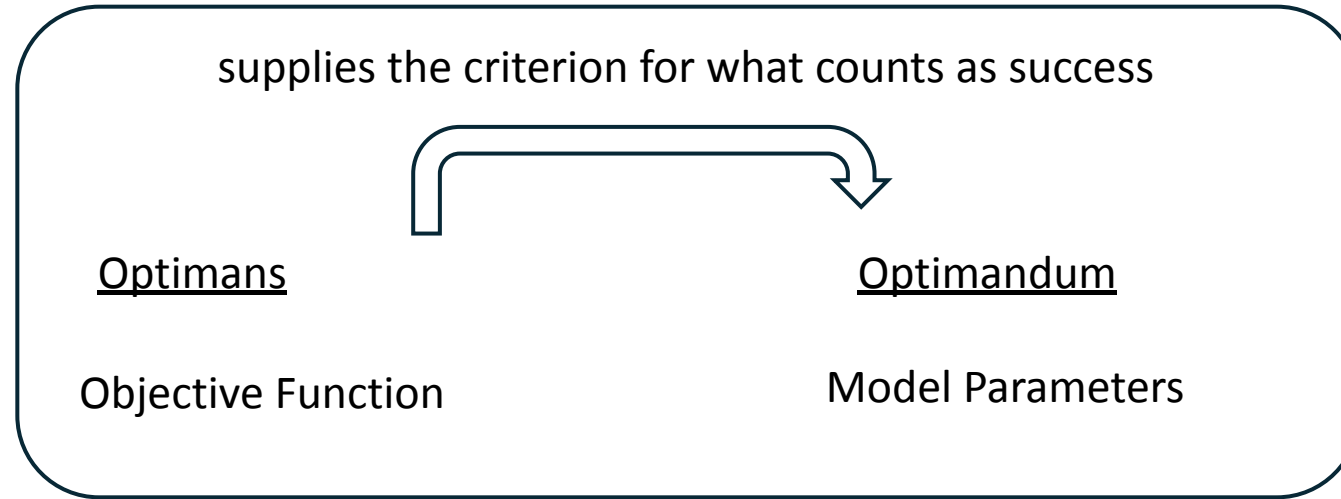 supplies the criterion for what counts as success
Optimans
Optimandum
Objective Function
Model Parameters